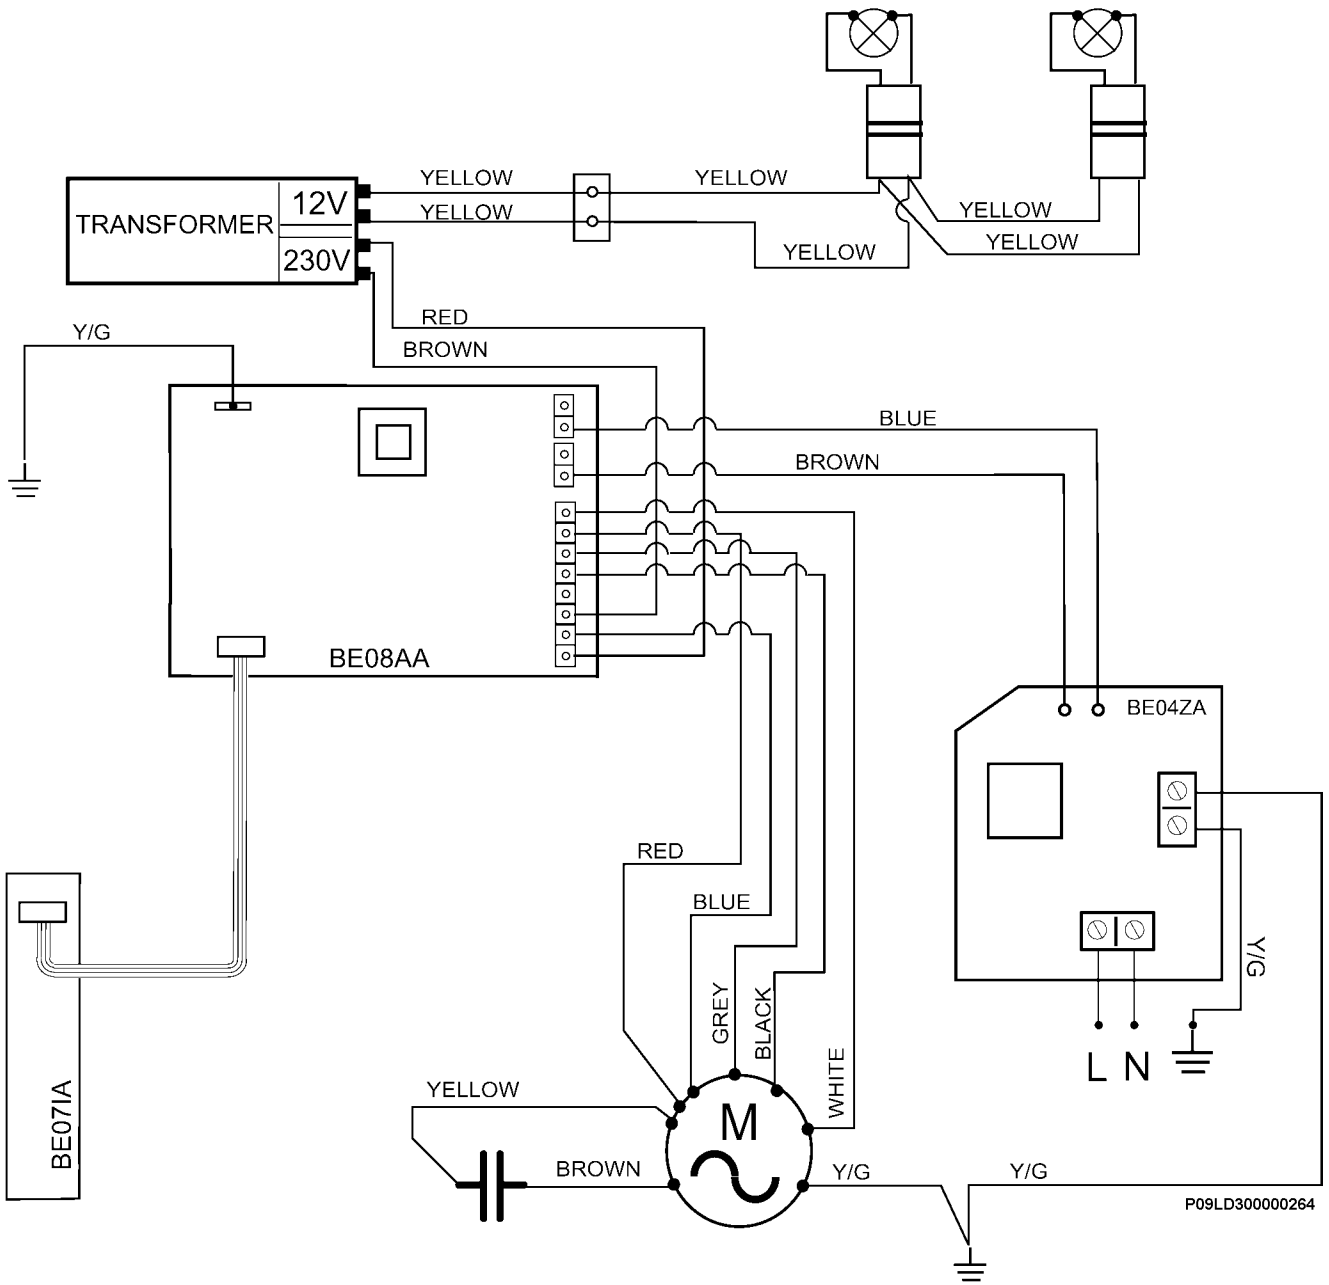 YELLOW
YELLOW
TRANSFORMER
12V
YELLOW
YELLOW
YELLOW
230V
YELLOW
YELLOW
Y/G
RED
BROWN
BLUE
BROWN
BE08AA
BE04ZA
RED
BLUE
GREY
BLACK
WHITE
Y/G
L N
YELLOW
M
BE07IA
BROWN
Y/G
Y/G
P09LD300000264